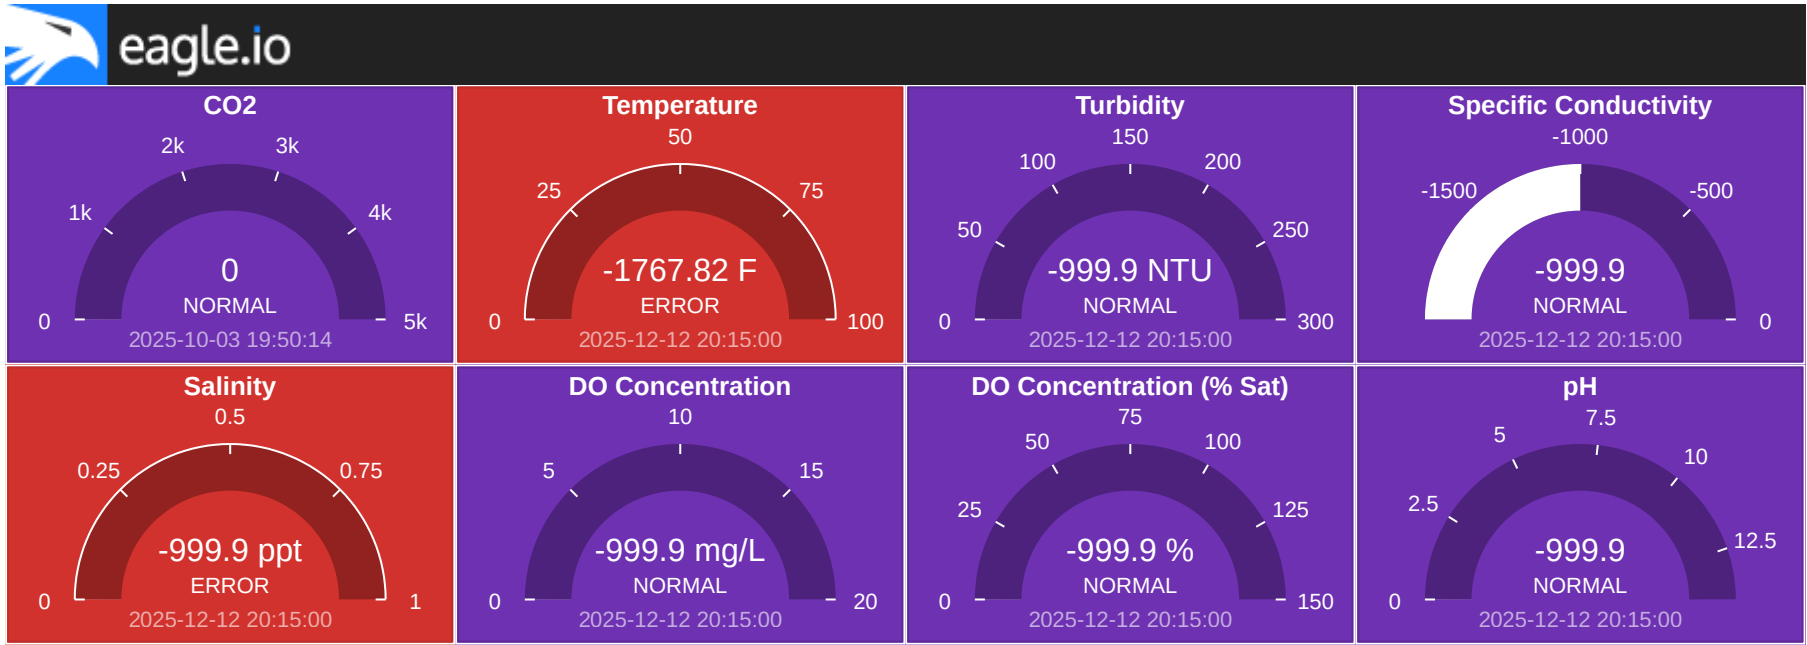 eagle.io
CO2
2k 3k
1k 4k
0
NORMAL
0 5k
2025-10-03 19:50:14
Temperature
50
25 75
-1767.82 F
ERROR
0 100
2025-12-12 20:15:00
Turbidity
150
100 200
50 250
-999.9 NTU
NORMAL
0 300
2025-12-12 20:15:00
Specific Conductivity
-1000
-1500 -500
-999.9
NORMAL
0
2025-12-12 20:15:00
Salinity
0.5
0.25 0.75
-999.9 ppt
ERROR
0 1
2025-12-12 20:15:00
DO Concentration
10
5 15
-999.9 mg/L
NORMAL
0 20
2025-12-12 20:15:00
DO Concentration (% Sat)
75
50 100
25 125
-999.9 %
NORMAL
0 150
2025-12-12 20:15:00
pH
7.5
5 10
2.5 12.5
-999.9
NORMAL
0
2025-12-12 20:15:00